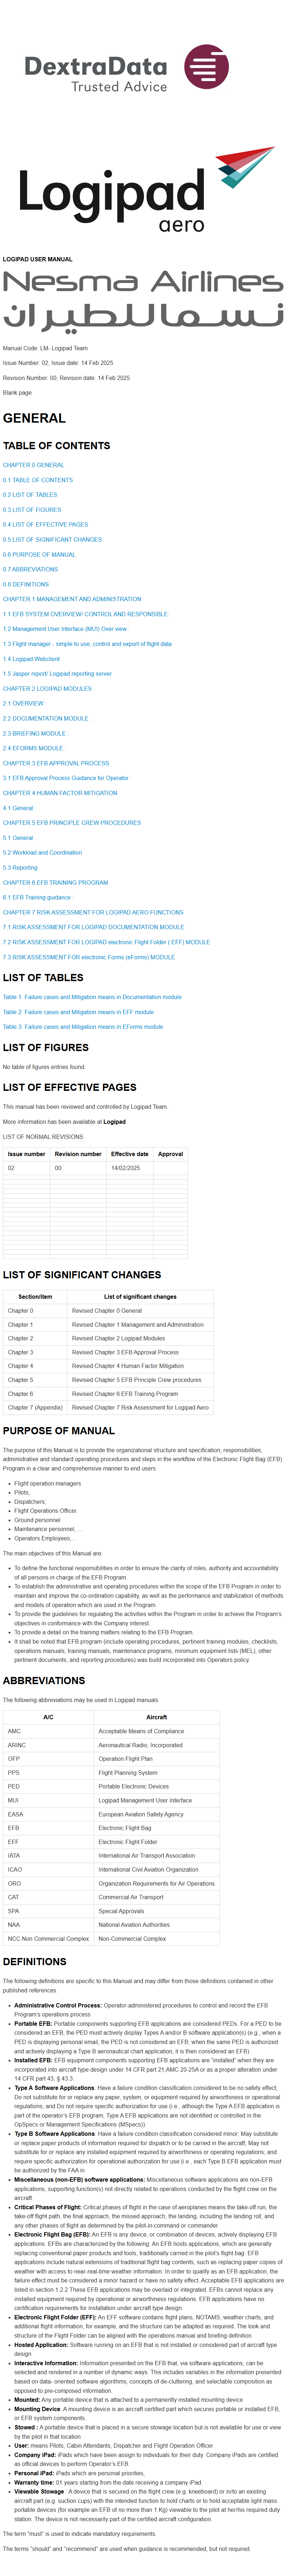 DextraData
Trusted Advice
Logipad
aero
LOGIPAD USER MANUAL
Nesma Airlines
نسما للطيران
Manual Code: LM- Logipad Team
Issue Number: 02, Issue date: 14 Feb 2025
Revision Number: 00, Revision date: 14 Feb 2025
Blank page
GENERAL
TABLE OF CONTENTS
CHAPTER 0 GENERAL
0.1 TABLE OF CONTENTS
0.2 LIST OF TABLES
0.3 LIST OF FIGURES :
0.4 LIST OF EFFECTIVE PAGES
0.5 LIST OF SIGNIFICANT CHANGES
0.6 PURPOSE OF MANUAL
0.7 ABBREVIATIONS
0.8 DEFINITIONS
CHAPTER 1 MANAGEMENT AND ADMINISTRATION:
1.1 EFB SYSTEM OVERVIEW/ CONTROL AND RESPONSIBLE:
1.2 Management User Interface (MUI) Over view :
1.3 Flight manager - simple to use, control and export of flight data
1.4 Logipad Webclient
1.5 Jasper report/ Logipad reporting server
CHAPTER 2 LOGIPAD MODULES
2.1 OVERVIEW :
2.2 DOCUMENTATION MODULE:
2.3 BRIEFING MODULE :
2.4 EFORMS MODULE :
CHAPTER 3 EFB APPROVAL PROCESS
3.1 EFB Approval Process Guidance for Operator :
CHAPTER 4 HUMAN FACTOR MITIGATION
4.1 General :
CHAPTER 5 EFB PRINCIPLE CREW PROCEDURES
5.1 General
5.2 Workload and Coordination
5.3 Reporting:
CHAPTER 6 EFB TRAINING PROGRAM
6.1 EFB Training guidance :
CHAPTER 7 RISK ASSESSMENT FOR LOGIPAD AERO FUNCTIONS
7.1 RISK ASSESSMENT FOR LOGIPAD DOCUMENTATION MODULE
7.2 RISK ASSESSMENT FOR LOGIPAD electronic Flight Folder ( EFF) MODULE
7.3 RISK ASSESSMENT FOR electronic Forms (eForms) MODULE
LIST OF TABLES
Table 1: Failure cases and Mitigation means in Documentation module
Table 2: Failure cases and Mitigation means in EFF module
Table 3: Failure cases and Mitigation means in EForms module
LIST OF FIGURES
No table of figures entries found.
LIST OF EFFECTIVE PAGES
This manual has been reviewed and controlled by Logipad Team.
More information has been available at Logipad
LIST OF NORMAL REVISIONS
Issue number Revision number Effective date Approval
02 00 14/02/2025
LIST OF SIGNIFICANT CHANGES
Section/item List of significant changes
Chapter 0 Revised Chapter 0 General
Chapter 1 Revised Chapter 1 Management and Administration
Chapter 2 Revised Chapter 2 Logipad Modules
Chapter 3 Revised Chapter 3 EFB Approval Process
Chapter 4 Revised Chapter 4 Human Factor Mitigation
Chapter 5 Revised Chapter 5 EFB Principle Crew procedures
Chapter 6 Revised Chapter 6 EFB Training Program
Chapter 7 (Appendix) Revised Chapter 7 Risk Assessment for Logipad Aero
PURPOSE OF MANUAL
The purpose of this Manual is to provide the organizational structure and specification, responsibilities,
administrative and standard operating procedures and steps in the workflow of the Electronic Flight Bag (EFB)
Program in a clear and comprehensive manner to end users:
Flight operation managers
Pilots;
Dispatchers;
Flight Operations Officer.
Ground personnel
Maintenance personnel, ...
Operators Employees,...
The main objectives of this Manual are:
To define the functional responsibilities in order to ensure the clarity of roles, authority and accountability
of all persons in charge of the EFB Program.
To establish the administrative and operating procedures within the scope of the EFB Program in order to
maintain and improve the co-ordination capability, as well as the performance and stabilization of methods
and models of operation which are used in the Program.
To provide the guidelines for regulating the activities within the Program in order to achieve the Program's
objectives in conformance with the Company interest.
To provide a detail on the training matters relating to the EFB Program.
It shall be noted that EFB program (include operating procedures, pertinent training modules, checklists,
operations manuals, training manuals, maintenance programs, minimum equipment lists (MEL), other
pertinent documents, and reporting procedures) was build incorporated into Operators policy.
ABBREVIATIONS
The following abbreviations may be used in Logipad manuals
A/C Aircraft
AMC Acceptable Means of Compliance
ARINC Aeronautical Radio, Incorporated
OFP Operation Flight Plan
PPS Flight Planning System
PED Portable Electronic Devices
MUI Logipad Management User Interface
EASA European Aviation Safety Agency
EFB Electronic Flight Bag
EFF Electronic Flight Folder
IATA International Air Transport Association
ICAO International Civil Aviation Organization
ORO Organization Requirements for Air Operations
CAT Commercial Air Transport
SPA Special Approvals
NAA National Aviation Authorities
NCC Non Commercial Complex Non-Commercial Complex
DEFINITIONS
The following definitions are specific to this Manual and may differ from those definitions contained in other
published references.
Administrative Control Process: Operator-administered procedures to control and record the EFB
Program's operations process
Portable EFB: Portable components supporting EFB applications are considered PEDs. For a PED to be
considered an EFB, the PED must actively display Types A and/or B software application(s) (e.g., when a
PED is displaying personal email, the PED is not considered an EFB; when the same PED is authorized
and actively displaying a Type B aeronautical chart application, it is then considered an EFB).
Installed EFB: EFB equipment components supporting EFB applications are "installed" when they are
incorporated into aircraft type design under 14 CFR part 21,AMC 20-25A or as a proper alteration under
14 CFR part 43, § 43.3.
Type A Software Applications: Have a failure condition classification considered to be no safety effect;
Do not substitute for or replace any paper, system, or equipment required by airworthiness or operational
regulations; and Do not require specific authorization for use (i.e., although the Type A EFB application is
part of the operator's EFB program, Type A EFB applications are not identified or controlled in the
OpSpecs or Management Specifications (MSpecs)).
Type B Software Applications: Have a failure condition classification considered minor; May substitute
or replace paper products of information required for dispatch or to be carried in the aircraft; May not
substitute for or replace any installed equipment required by airworthiness or operating regulations; and
require specific authorization for operational authorization for use (i.e., each Type B EFB application must
be authorized by the FAA in
Miscellaneous (non-EFB) software applications: Miscellaneous software applications are non-EFB
applications, supporting function(s) not directly related to operations conducted by the flight crew on the
aircraft.
Critical Phases of Flight: Critical phases of flight in the case of aeroplanes means the take-off run, the
take-off flight path, the final approach, the missed approach, the landing, including the landing roll, and
any other phases of flight as determined by the pilot-in-command or commander.
Electronic Flight Bag (EFB): An EFB is any device, or combination of devices, actively displaying EFB
applications. EFBs are characterized by the following: An EFB hosts applications, which are generally
replacing conventional paper products and tools, traditionally carried in the pilot's flight bag. EFB
applications include natural extensions of traditional flight bag contents, such as replacing paper copies of
weather with access to near-real-time weather information. In order to qualify as an EFB application, the
failure effect must be considered a minor hazard or have no safety effect. Acceptable EFB applications are
listed in section 1.2.2 These EFB applications may be overlaid or integrated. EFBs cannot replace any
installed equipment required by operational or airworthiness regulations. EFB applications have no
certification requirements for installation under aircraft type design
Electronic Flight Folder (EFF): An EFF software contains flight plans, NOTAMS, weather charts, and
additional flight information, for example, and the structure can be adapted as required. The look and
structure of the Flight Folder can be aligned with the operations manual and briefing definition
Hosted Application: Software running on an EFB that is not installed or considered part of aircraft type
design
Interactive Information: Information presented on the EFB that, via software applications, can be
selected and rendered in a number of dynamic ways. This includes variables in the information presented
based on data- oriented software algorithms, concepts of de-cluttering, and selectable composition as
opposed to pre-composed information.
Mounted: Any portable device that is attached to a permanently installed mounting device
Mounting Device: A mounting device is an aircraft certified part which secures portable or installed EFB,
or EFB system components.
Stowed : A portable device that is placed in a secure stowage location but is not available for use or view
by the pilot in that location
User: means Pilots, Cabin Attendants, Dispatcher and Flight Operation Officer.
Company iPad: iPads which have been assign to individuals for their duty. Company iPads are certified
as official devices to perform Operator's EFB.
Personal iPad: iPads which are personal priorities,
Warranty time: 01 years starting from the date receiving a company iPad.
Viewable Stowage : A device that is secured on the flight crew (e.g. kneeboard) or in/to an existing
aircraft part (e.g. suction cups) with the intended function to hold charts or to hold acceptable light mass
portable devices (for example an EFB of no more than 1 Kg) viewable to the pilot at her/his required duty
station. The device is not necessarily part of the certified aircraft configuration.
The term "must" is used to indicate mandatory requirements.
The terms "should" and "recommend" are used when guidance is recommended, but not required.